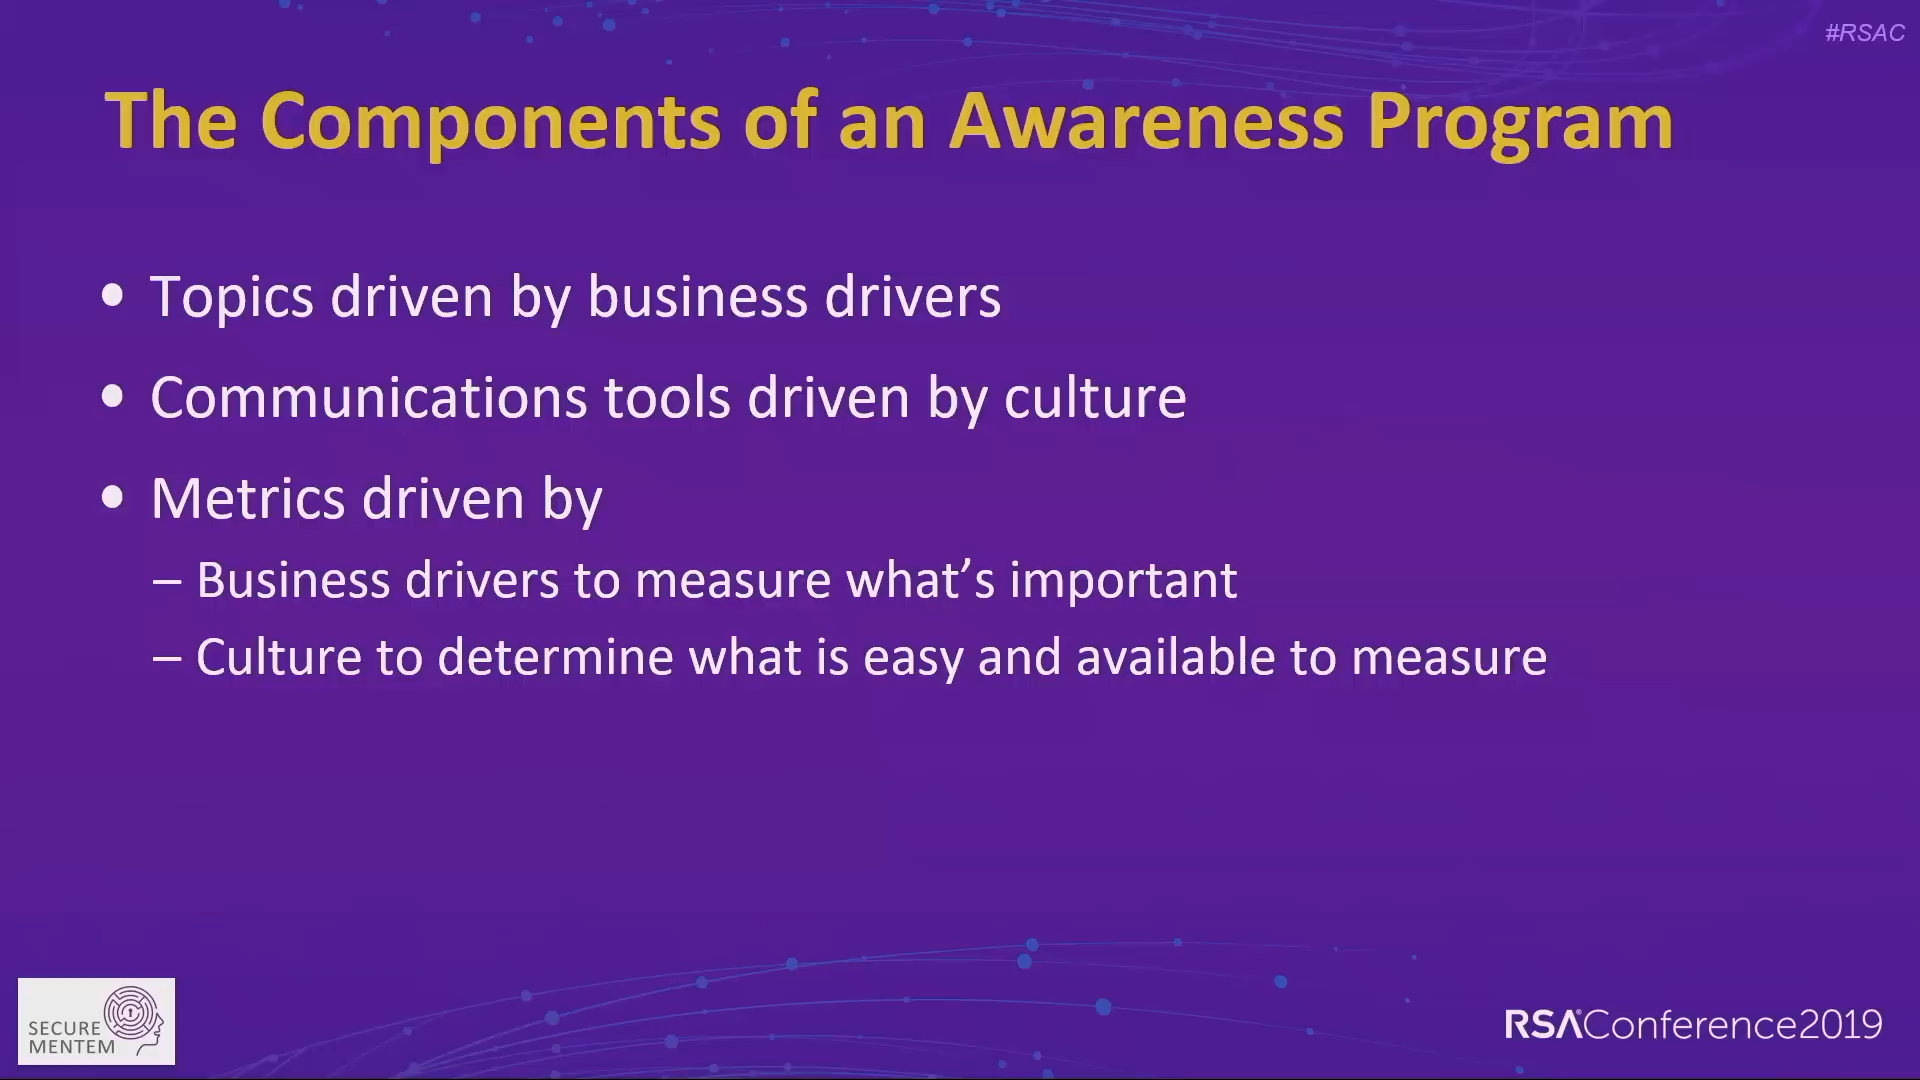 #RSAC
The Components of an Awareness Program
• Topics driven by business drivers
• Communications tools driven by culture
• Metrics driven by
– Business drivers to measure what’s important
– Culture to determine what is easy and available to measure
SECURE
MENTEM
RSA®Conference2019